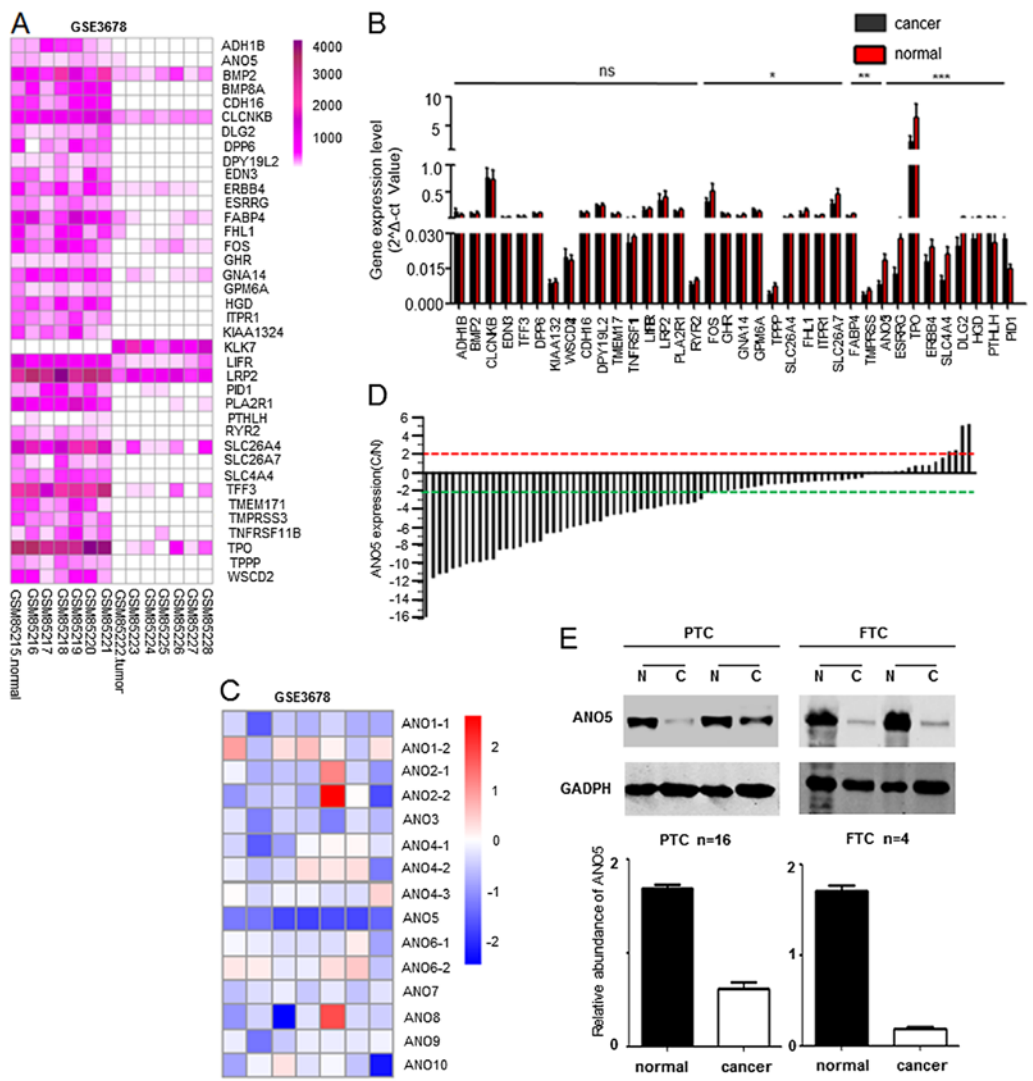 A
GSE3678
ADH1B
ANO5
BMP2
BMP8A
CDH16
CLCNKB
DLG2
DPP6
DPY19L2
EDN3
ERBB4
ESRRG
FABP4
FHL1
FOS
GHR
GNA14
GPM6A
HGD
ITPR1
KIAA1324
KLK7
LIFR
LRP2
PID1
PLA2R1
PTHLH
RYR2
SLC26A4
SLC26A7
SLC4A4
TFF3
TMEM171
TMPRSS3
TNFRSF11B
TPO
TPPP
WSCD2
4000
3000
2000
1000
GSM85215.normal
GSM85216
GSM85217
GSM85218
GSM85219
GSM85220
GSM85221
GSM85222.tumor
GSM85223
GSM85224
GSM85225
GSM85226
GSM85227
GSM85228
B
cancer
normal
ns
*
**
***
Gene expression level
(2^Δ-ct Value)
10
5
1.0
0.5
0.030
0.015
0.000
ADH1B
BMP2
CLCNKB
EDN3
TFF3
DPP6
KIAA132
WSCD2
CDH16
DPY19L2
TMEM17
TNFRSF1
LIFR
LRP2
PLA2R1
RYR2
FOS
GHR
GNA14
GPM6A
TPPP
SLC26A4
FHL1
ITPR1
SLC26A7
FABP4
TMPRSS
ANO5
ESRRG
TPO
ERBB4
SLC4A4
DLG2
HGD
PTHLH
PID1
D
ANO5 expression(C/N)
6
4
2
0
-2
-4
-6
-8
-10
-12
-14
-16
C
GSE3678
ANO1-1
ANO1-2
ANO2-1
ANO2-2
ANO3
ANO4-1
ANO4-2
ANO4-3
ANO5
ANO6-1
ANO6-2
ANO7
ANO8
ANO9
ANO10
2
1
0
-1
-2
E
PTC
FTC
N C N C
N C N C
ANO5
GADPH
PTC n=16
FTC n=4
Relative abundance of ANO5
2
1
0
normal cancer
2
1
0
normal cancer